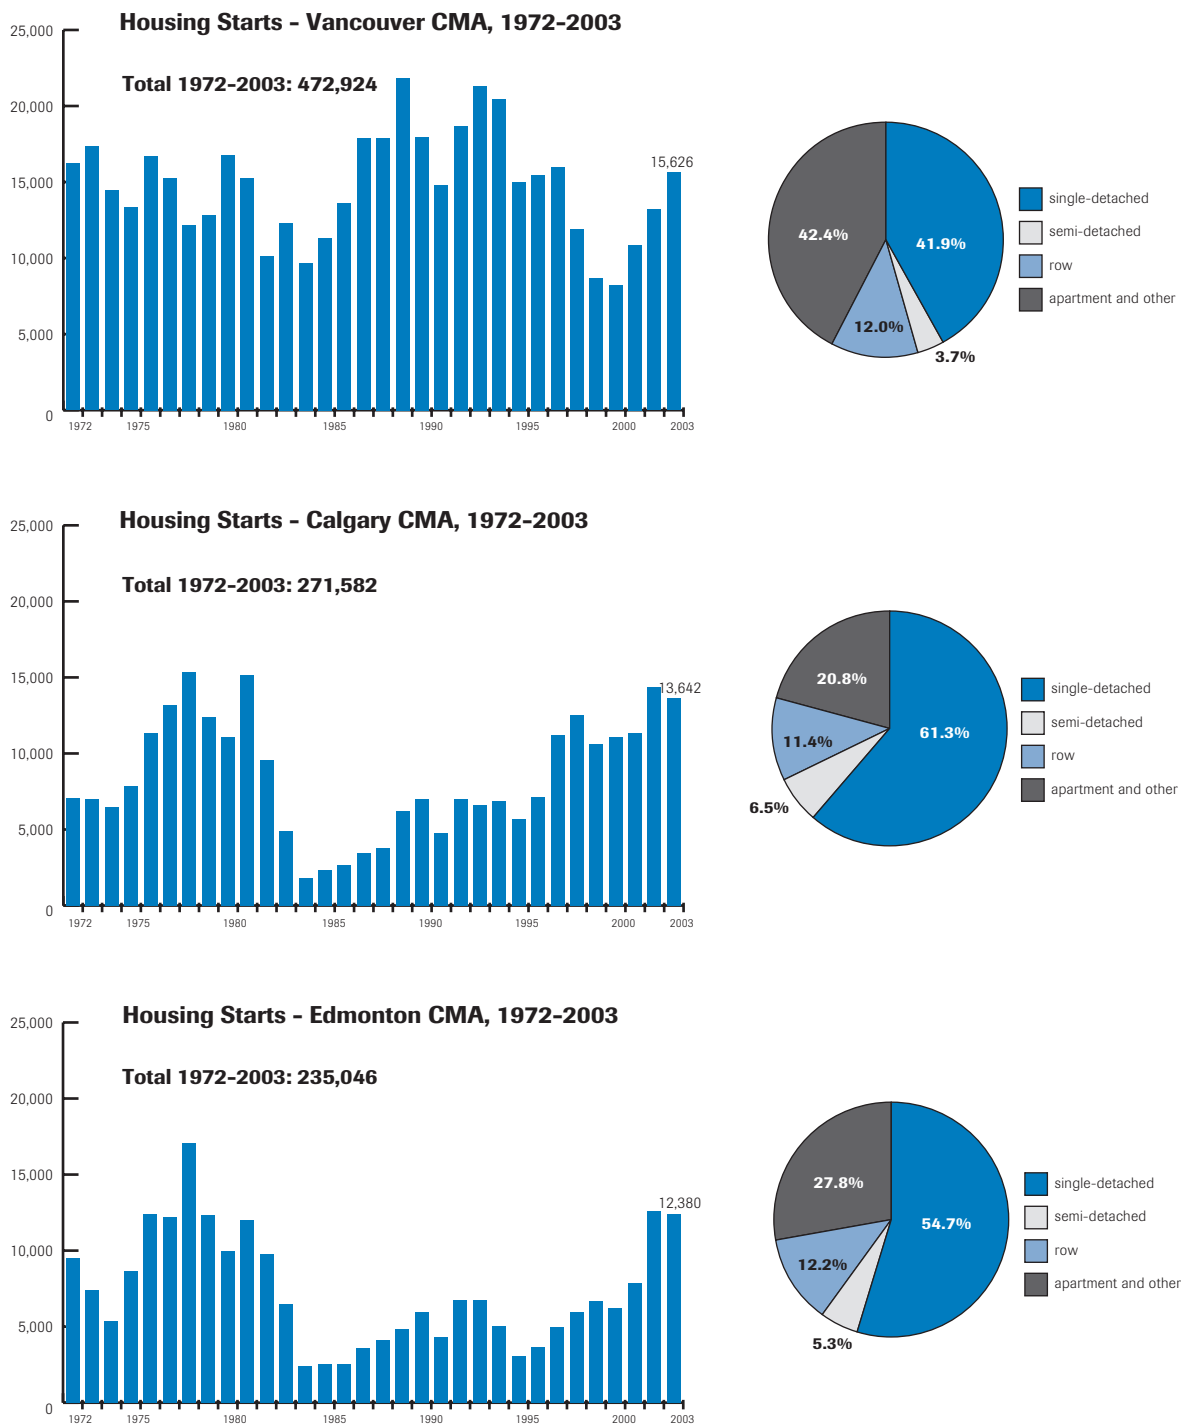 Housing Starts - Vancouver CMA, 1972-2003
Total 1972-2003: 472,924
25,000
20,000
15,000
10,000
5,000
0
15,626
1972 1975 1980 1985 1990 1995 2000 2003
42.4%
41.9%
12.0%
3.7%
single-detached
semi-detached
row
apartment and other
Housing Starts - Calgary CMA, 1972-2003
Total 1972-2003: 271,582
25,000
20,000
15,000
10,000
5,000
0
13,642
1972 1975 1980 1985 1990 1995 2000 2003
20.8%
61.3%
11.4%
6.5%
single-detached
semi-detached
row
apartment and other
Housing Starts - Edmonton CMA, 1972-2003
Total 1972-2003: 235,046
25,000
20,000
15,000
10,000
5,000
0
12,380
1972 1975 1980 1985 1990 1995 2000 2003
27.8%
54.7%
12.2%
5.3%
single-detached
semi-detached
row
apartment and other